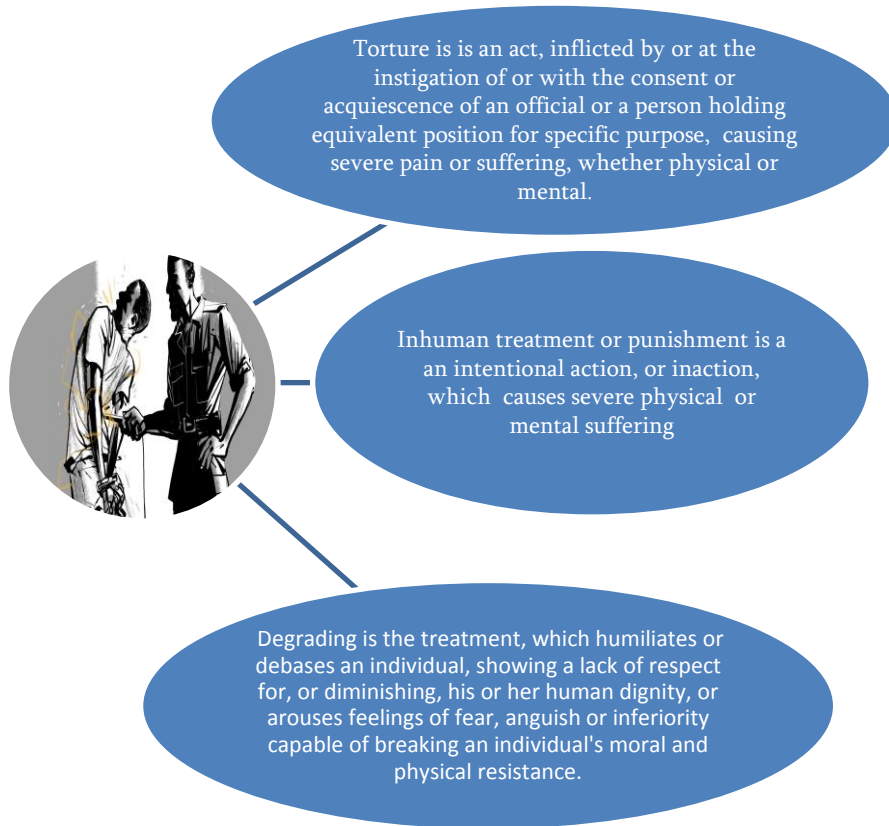 Torture is is an act, inflicted by or at the
instigation of or with the consent or
acquiescence of an official or a person holding
equivalent position for specific purpose,  causing
severe pain or suffering, whether physical or
mental.
Inhuman treatment or punishment is a
an intentional action, or inaction,
which  causes severe physical  or
mental suffering
Degrading is the treatment, which humiliates or
debases an individual, showing a lack of respect
for, or diminishing, his or her human dignity, or
arouses feelings of fear, anguish or inferiority
capable of breaking an individual's moral and
physical resistance.